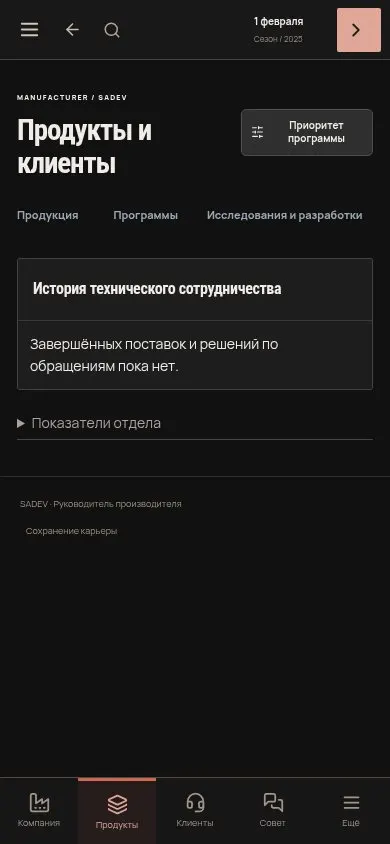 1 февраля
Сезон / 2025
MANUFACTURER / SADEV
Продукты и
клиенты
Приоритет
программы
Продукция Программы Исследования и разработки
История технического сотрудничества
Завершённых поставок и решений по
обращениям пока нет.
Показатели отдела
SADEV · Руководитель производителя
Сохранение карьеры
Компания Продукты Клиенты Совет Ещё